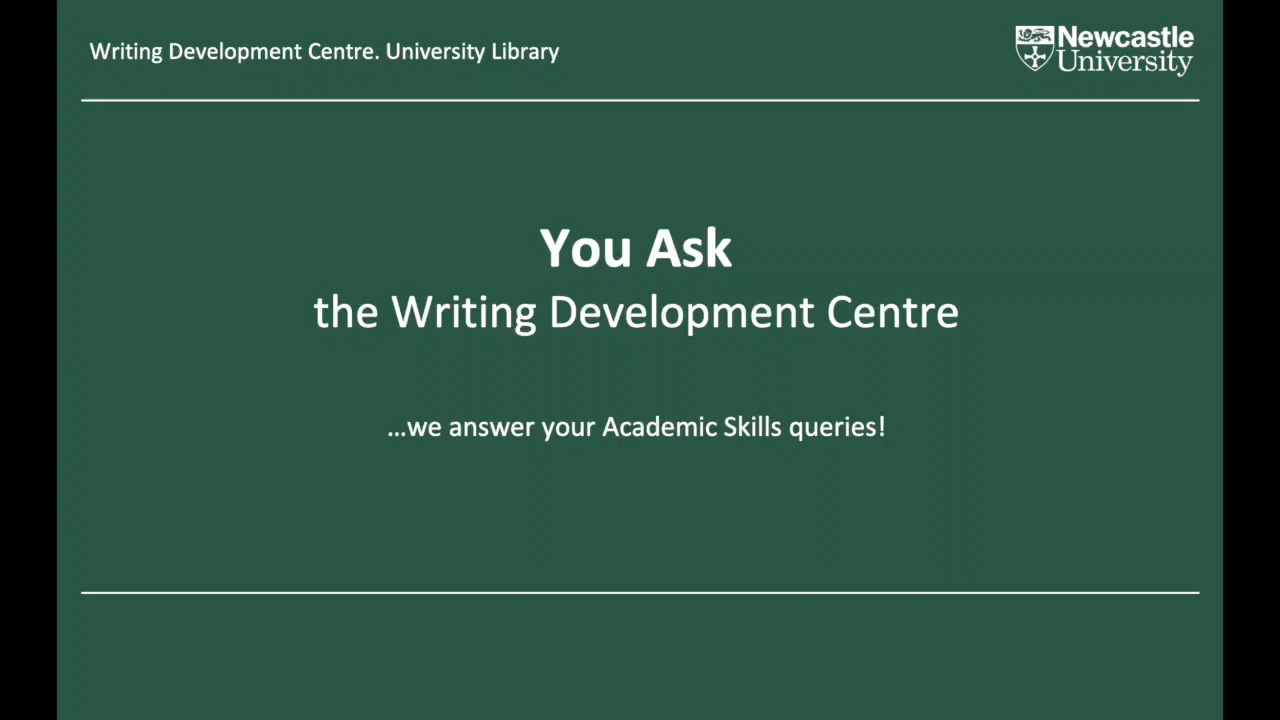 Writing Development Centre. University Library
Newcastle
University
You Ask
the Writing Development Centre
...we answer your Academic Skills queries!